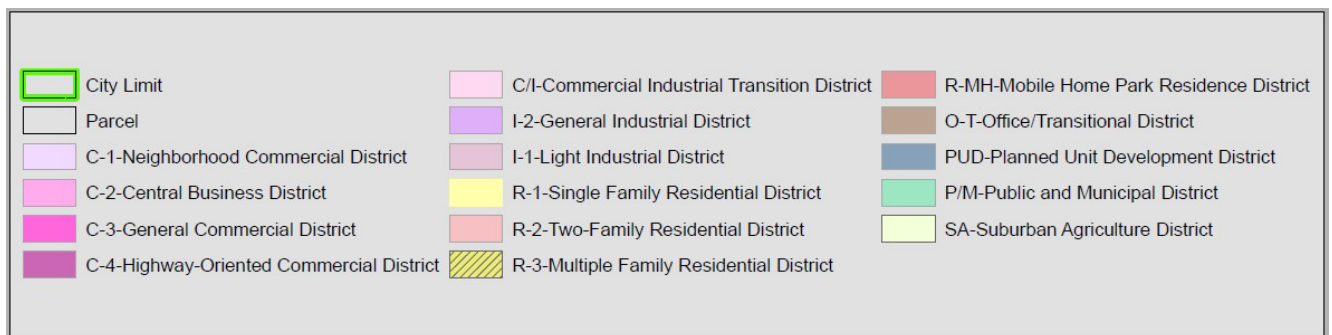 City Limit
Parcel
C-1-Neighborhood Commercial District
C-2-Central Business District
C-3-General Commercial District
C-4-Highway-Oriented Commercial District
C/I-Commercial Industrial Transition District
I-2-General Industrial District
I-1-Light Industrial District
R-1-Single Family Residential District
R-2-Two-Family Residential District
R-3-Multiple Family Residential District
R-MH-Mobile Home Park Residence District
O-T-Office/Transitional District
PUD-Planned Unit Development District
P/M-Public and Municipal District
SA-Suburban Agriculture District